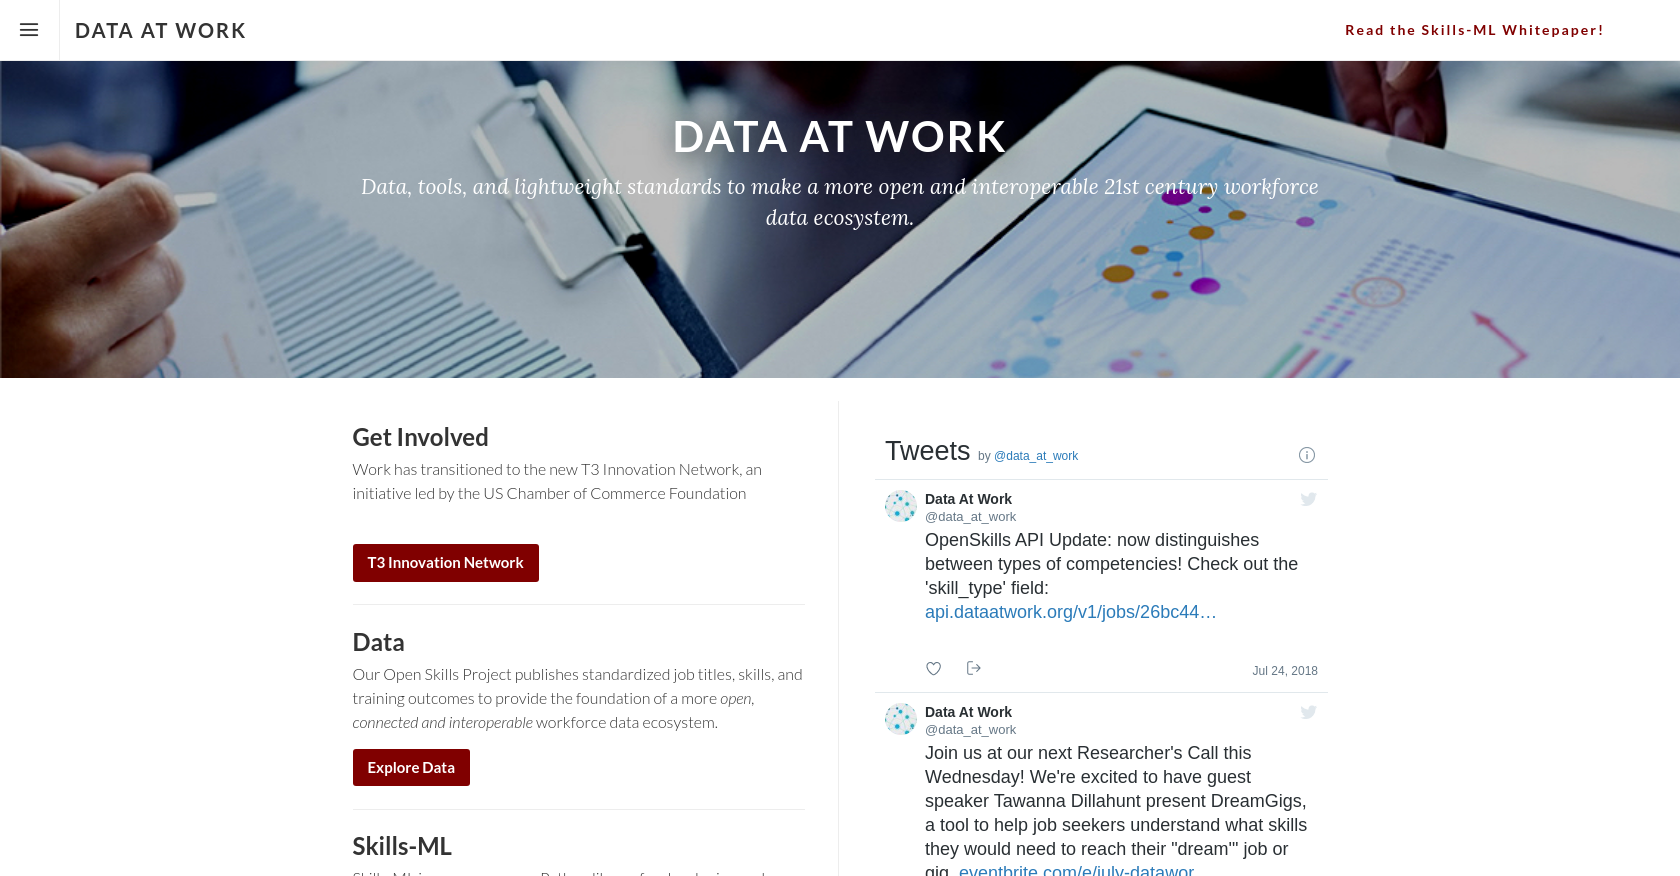 DATA AT WORK
Read the Skills-ML Whitepaper!
DATA AT WORK
Data, tools, and lightweight standards to make a more open and interoperable 21st century workforce
data ecosystem.
Get Involved
Work has transitioned to the new T3 Innovation Network, an
initiative led by the US Chamber of Commerce Foundation
T3 Innovation Network
Data
Our Open Skills Project publishes standardized job titles, skills, and
training outcomes to provide the foundation of a more open,
connected and interoperable workforce data ecosystem.
Explore Data
Skills-ML
Tweets by @data_at_work
Data At Work
@data_at_work
OpenSkills API Update: now distinguishes
between types of competencies! Check out the
'skill_type' field:
api.dataatwork.org/v1/jobs/26bc44…
Jul 24, 2018
Data At Work
@data_at_work
Join us at our next Researcher's Call this
Wednesday! We're excited to have guest
speaker Tawanna Dillahunt present DreamGigs,
a tool to help job seekers understand what skills
they would need to reach their "dream'" job or
gig. eventbrite.com/e/july-datawor…